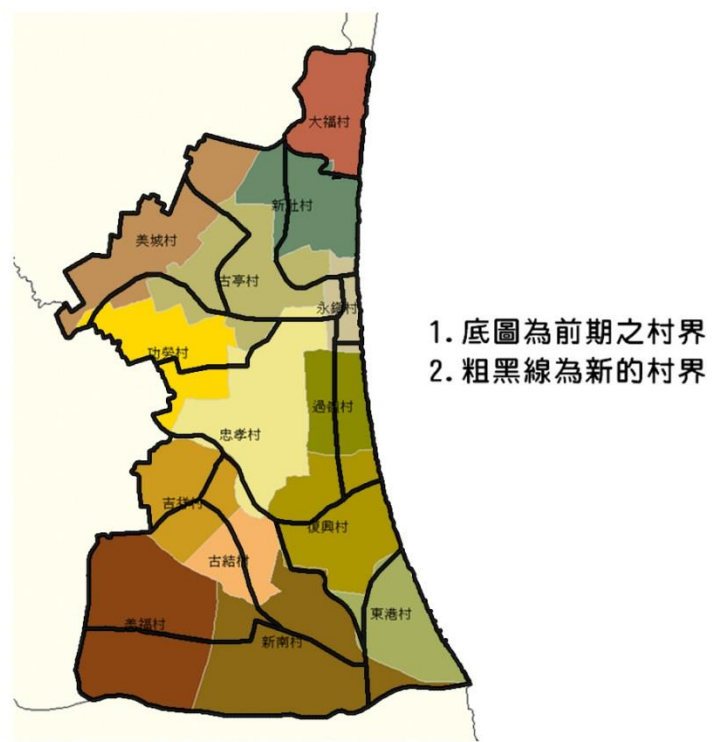 大福村
新社村
美城村
古亭村
永鎮村
1. 底圖為前期之村界
功勞村
2. 粗黑線為新的村界
過嶺村
忠孝村
吉祥村
復興村
古結村
東港村
美福村
新南村